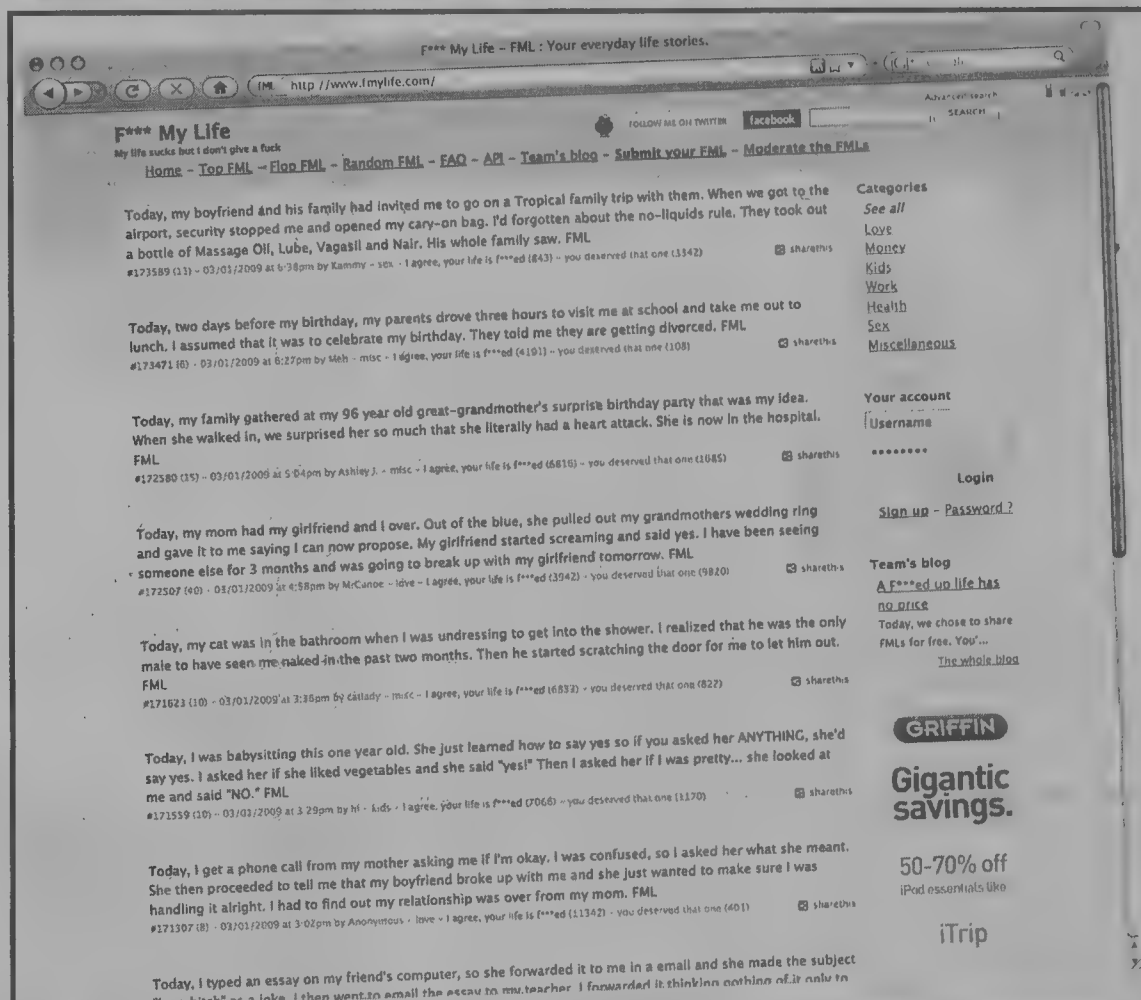 F*** My Life – FML : Your everyday life stories.
FML http //www.fmylife.com/
F*** My Life
My life sucks but I don't give a fuck
FOLLOW ME ON TWITTER
facebook
Advanced search
SEARCH
Home – Top FML – Flop FML – Random FML – FAQ – API – Team's blog – Submit your FML – Moderate the FMLs
Today, my boyfriend and his family had invited me to go on a Tropical family trip with them. When we got to the
airport, security stopped me and opened my cary-on bag. I'd forgotten about the no-liquids rule. They took out
a bottle of Massage Oil, Lube, Vagasil and Nair. His whole family saw. FML
sharethis
#173589 (13) - 03/01/2009 at 6:38pm by Kammy - sex - I agree, your life is f***ed (843) - you deserved that one (3342)
Today, two days before my birthday, my parents drove three hours to visit me at school and take me out to
lunch. I assumed that it was to celebrate my birthday. They told me they are getting divorced. FML
sharethis
#173471 (6) - 03/01/2009 at 6:27pm by Meh - misc - I agree, your life is f***ed (4191) - you deserved that one (108)
Today, my family gathered at my 96 year old great-grandmother's surprise birthday party that was my idea.
When she walked in, we surprised her so much that she literally had a heart attack. She is now in the hospital.
FML
sharethis
#172580 (15) - 03/01/2009 at 5:04pm by Ashley J. - misc - I agree, your life is f***ed (6816) - you deserved that one (1685)
Today, my mom had my girlfriend and I over. Out of the blue, she pulled out my grandmothers wedding ring
and gave it to me saying I can now propose. My girlfriend started screaming and said yes. I have been seeing
someone else for 3 months and was going to break up with my girlfriend tomorrow. FML
sharethis
#172507 (40) - 03/01/2009 at 4:58pm by MrCanoe - love - I agree, your life is f***ed (3942) - you deserved that one (9820)
Today, my cat was in the bathroom when I was undressing to get into the shower. I realized that he was the only
male to have seen me naked in the past two months. Then he started scratching the door for me to let him out.
FML
sharethis
#171623 (10) - 03/01/2009 at 3:36pm by catlady - misc - I agree, your life is f***ed (6833) - you deserved that one (822)
Today, I was babysitting this one year old. She just learned how to say yes so if you asked her ANYTHING, she'd
say yes. I asked her if she liked vegetables and she said "yes!" Then I asked her if I was pretty... she looked at
me and said "NO." FML
sharethis
#171559 (10) - 03/01/2009 at 3:29pm by hf - kids - I agree, your life is f***ed (7066) - you deserved that one (1170)
Today, I get a phone call from my mother asking me if I'm okay. I was confused, so I asked her what she meant.
She then proceeded to tell me that my boyfriend broke up with me and she just wanted to make sure I was
handling it alright. I had to find out my relationship was over from my mom. FML
sharethis
#171307 (8) - 03/01/2009 at 3:02pm by Anonymous - love - I agree, your life is f***ed (11342) - you deserved that one (401)
Today, I typed an essay on my friend's computer, so she forwarded it to me in a email and she made the subject
as a joke. I then went to email the essay to my teacher. I forwarded it thinking nothing of it only to
Categories
See all
Love
Money
Kids
Work
Health
Sex
Miscellaneous
Your account
Username
••••••••
Login
Sign up – Password ?
Team's blog
A F***ed up life has
no price
Today, we chose to share
FMLs for free. You'...
The whole blog
GRIFFIN
Gigantic
savings.
50-70% off
iPod essentials like
iTrip